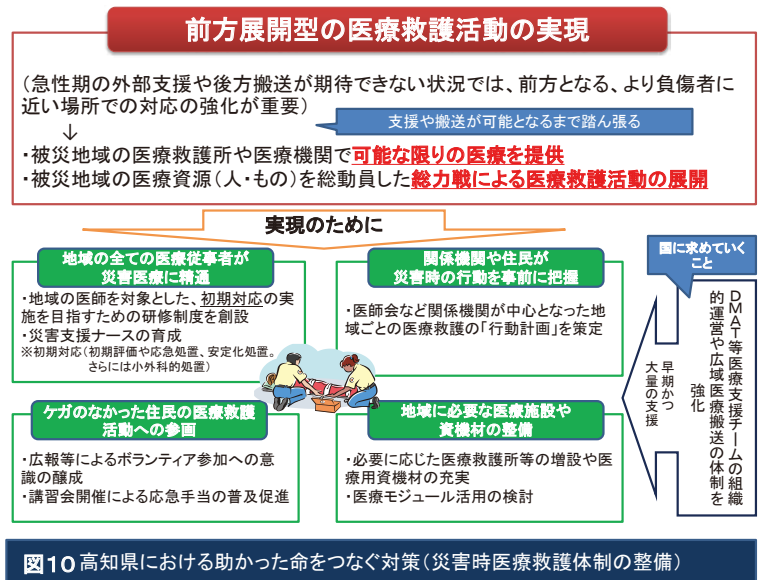 前方展開型の医療救護活動の実現
（急性期の外部支援や後方搬送が期待できない状況では、前方となる、より負傷者に
近い場所での対応の強化が重要）
↓
支援や搬送が可能となるまで踏ん張る
・被災地域の医療救護所や医療機関で可能な限りの医療を提供
・被災地域の医療資源（人・もの）を総動員した総力戦による医療救護活動の展開
実現のために
地域の全ての医療従事者が
災害医療に精通
・地域の医師を対象とした、初期対応の実
施を目指すための研修制度を創設
・災害支援ナースの育成
※初期対応（初期評価や応急処置、安定化処置。
さらには小外科的処置）
関係機関や住民が
災害時の行動を事前に把握
・医師会など関係機関が中心となった地
域ごとの医療救護の「行動計画」を策定
ケガのなかった住民の医療救護
活動への参画
・広報等によるボランティア参加への意
識の醸成
・講習会開催による応急手当の普及促進
地域に必要な医療施設や
資機材の整備
・必要に応じた医療救護所等の増設や医
療用資機材の充実
・医療モジュール活用の検討
国に求めていく
こと
DMAT等医療支援チームの組織
的運営や広域医療搬送の体制を
強化
早期かつ
大量の支援
図10 高知県における助かった命をつなぐ対策（災害時医療救護体制の整備）